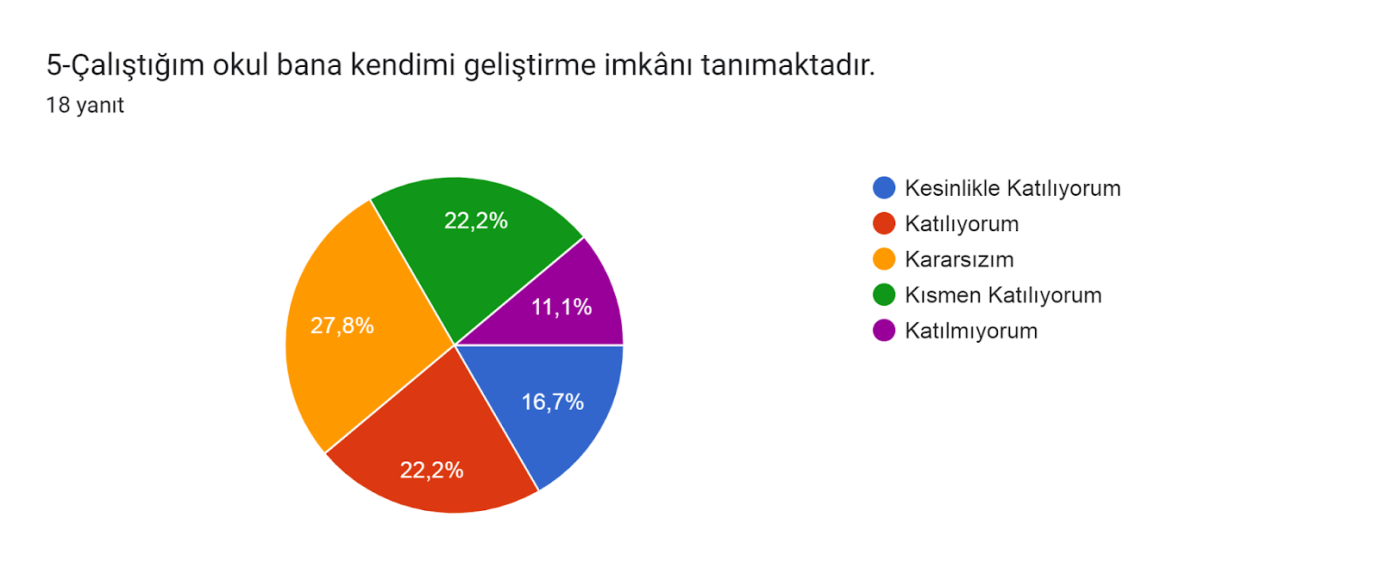 5-Çalıştığım okul bana kendimi geliştirme imkânı tanımaktadır.
18 yanıt
22,2%
11,1%
27,8%
16,7%
22,2%
Kesinlikle Katılıyorum
Katılıyorum
Kararsızım
Kısmen Katılıyorum
Katılmıyorum